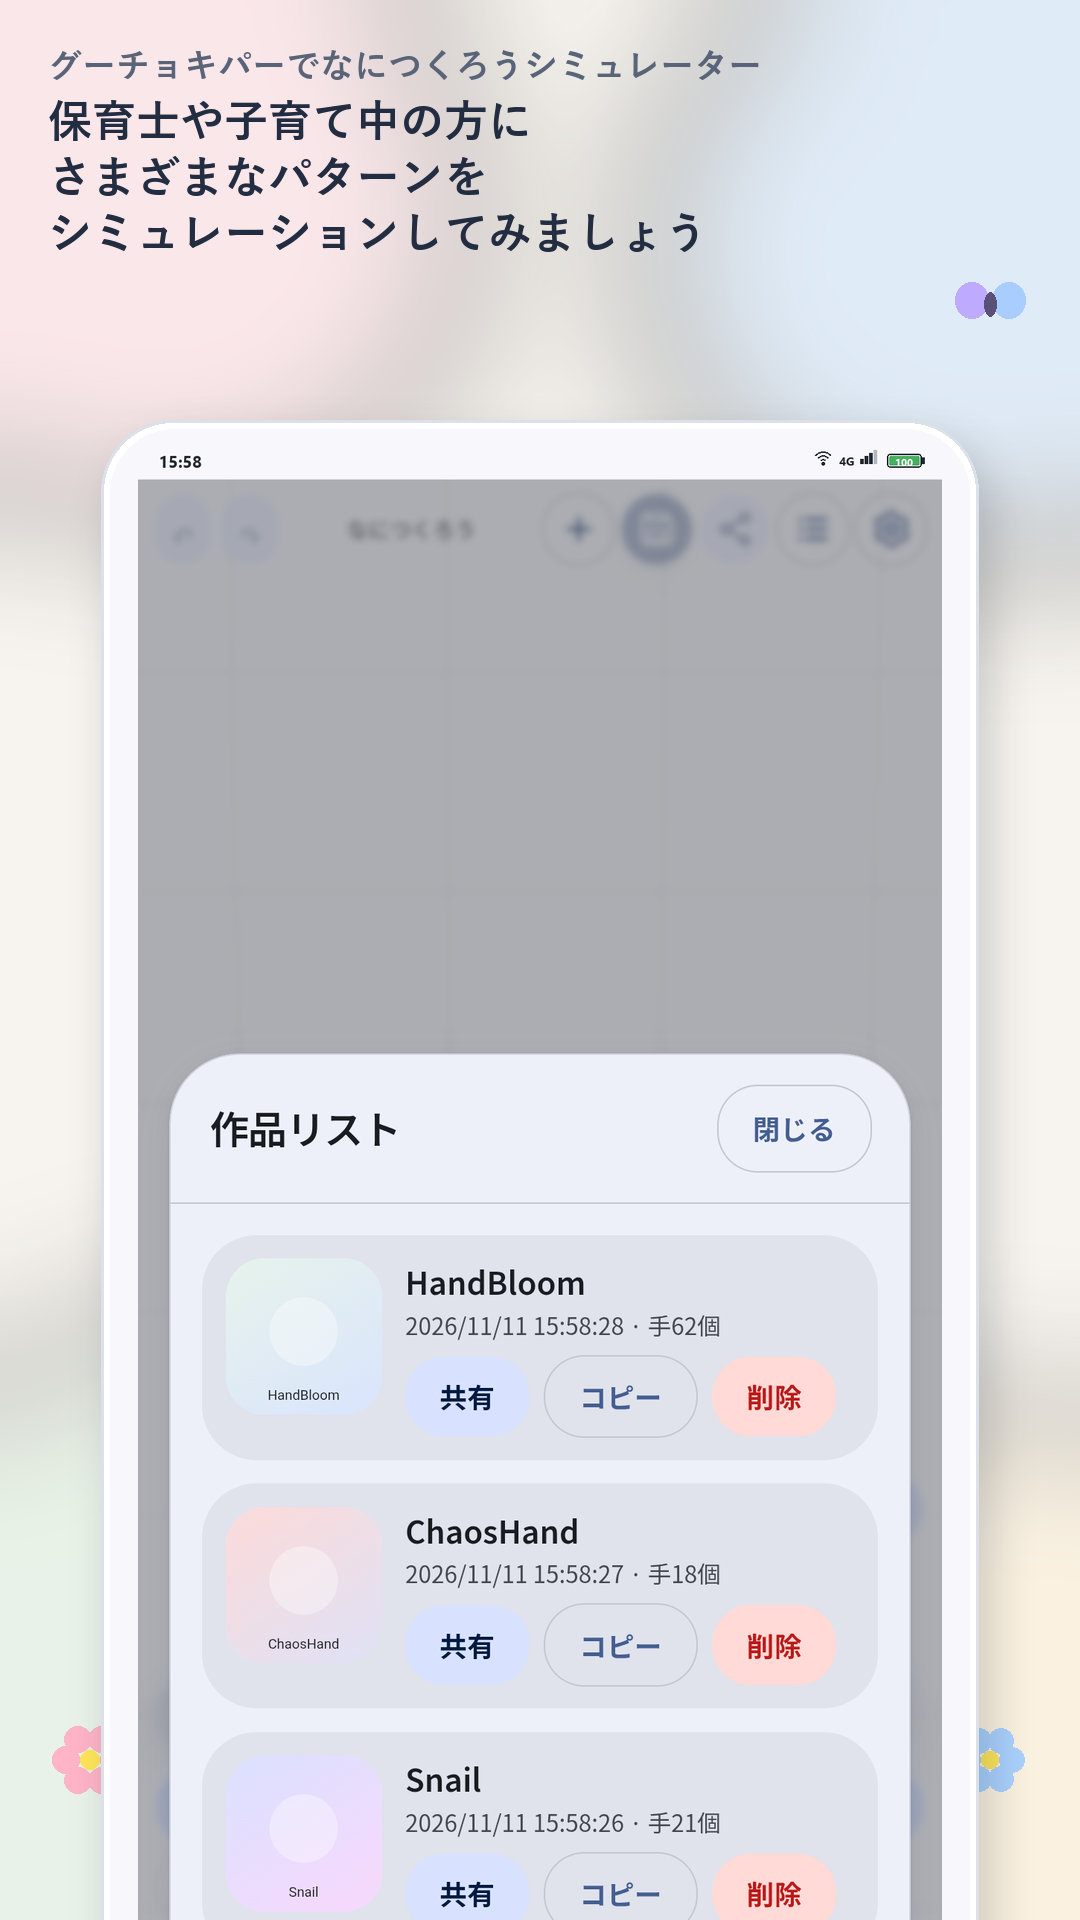 グーチョキパーでなにつくろうシミュレーター
保育士や子育て中の方に
さまざまなパターンを
シミュレーションしてみましょう
15:58
4G
100
なにつくろう
作品リスト
閉じる
HandBloom
HandBloom
2026/11/11 15:58:28 · 手62個
共有
コピー
削除
ChaosHand
ChaosHand
2026/11/11 15:58:27 · 手18個
共有
コピー
削除
Snail
Snail
2026/11/11 15:58:26 · 手21個
共有
コピー
削除